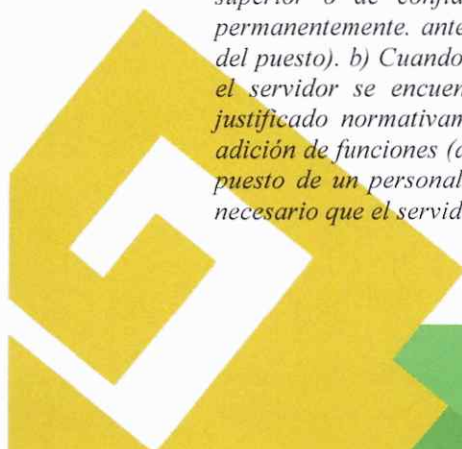 superior o de confia
permanentemente. ante
del puesto). b) Cuando
el servidor se encuen
justificado normativam
adición de funciones (a
puesto de un personal
necesario que el servid